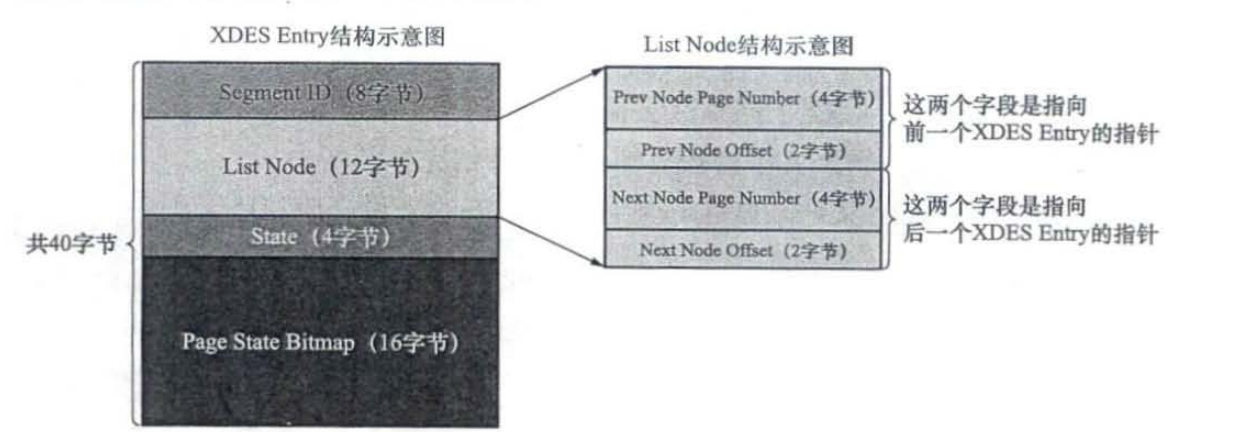 XDES Entry结构示意图
Segment ID（8字节）
List Node（12字节）
State（4字节）
Page State Bitmap（16字节）
共40字节
List Node结构示意图
Prev Node Page Number（4字节）
Prev Node Offset（2字节）
Next Node Page Number（4字节）
Next Node Offset（2字节）
这两个字段是指向
前一个XDES Entry的指针
这两个字段是指向
后一个XDES Entry的指针